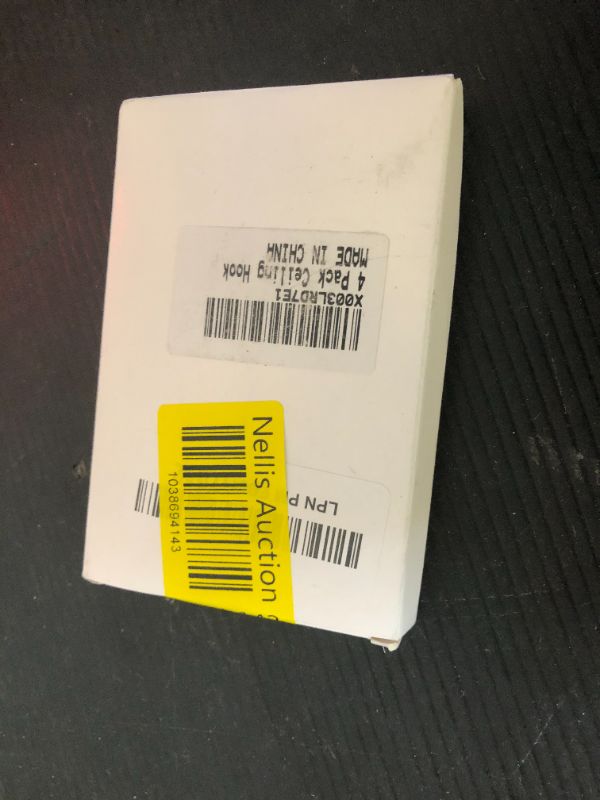 X003LRD7E1
4 Pack Ceiling Hook
MADE IN CHINA
Nellis Auction
1038694143
LPN